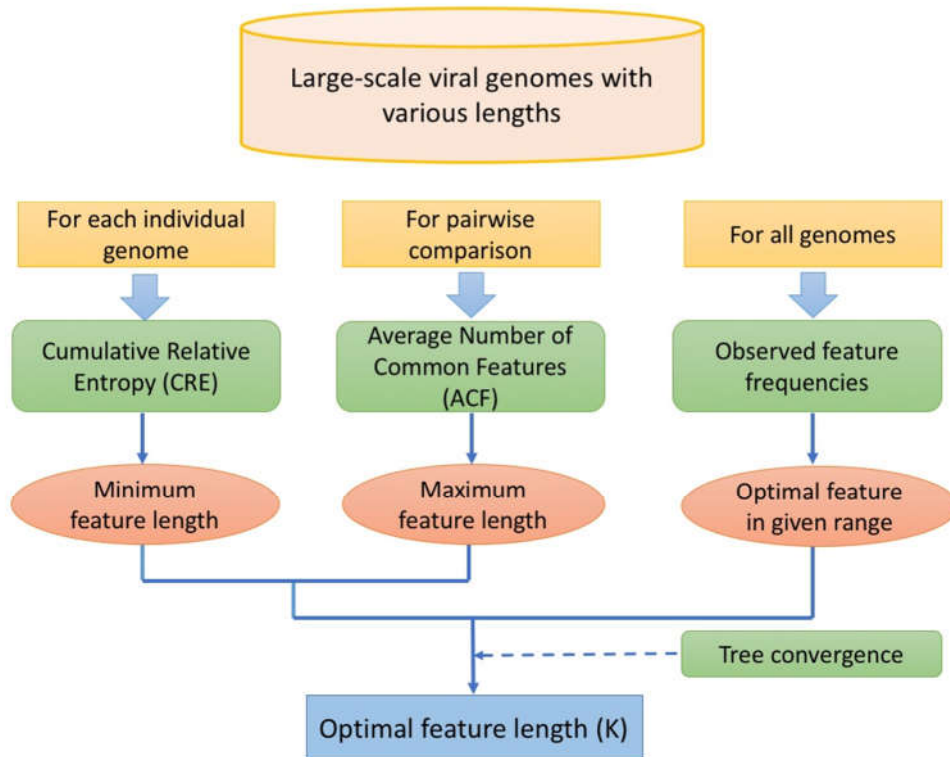 Large-scale viral genomes with
various lengths
For each individual
genome
For pairwise
comparison
For all genomes
Cumulative Relative
Entropy (CRE)
Average Number of
Common Features
(ACF)
Observed feature
frequencies
Minimum
feature length
Maximum
feature length
Optimal feature
in given range
Tree convergence
Optimal feature length (K)